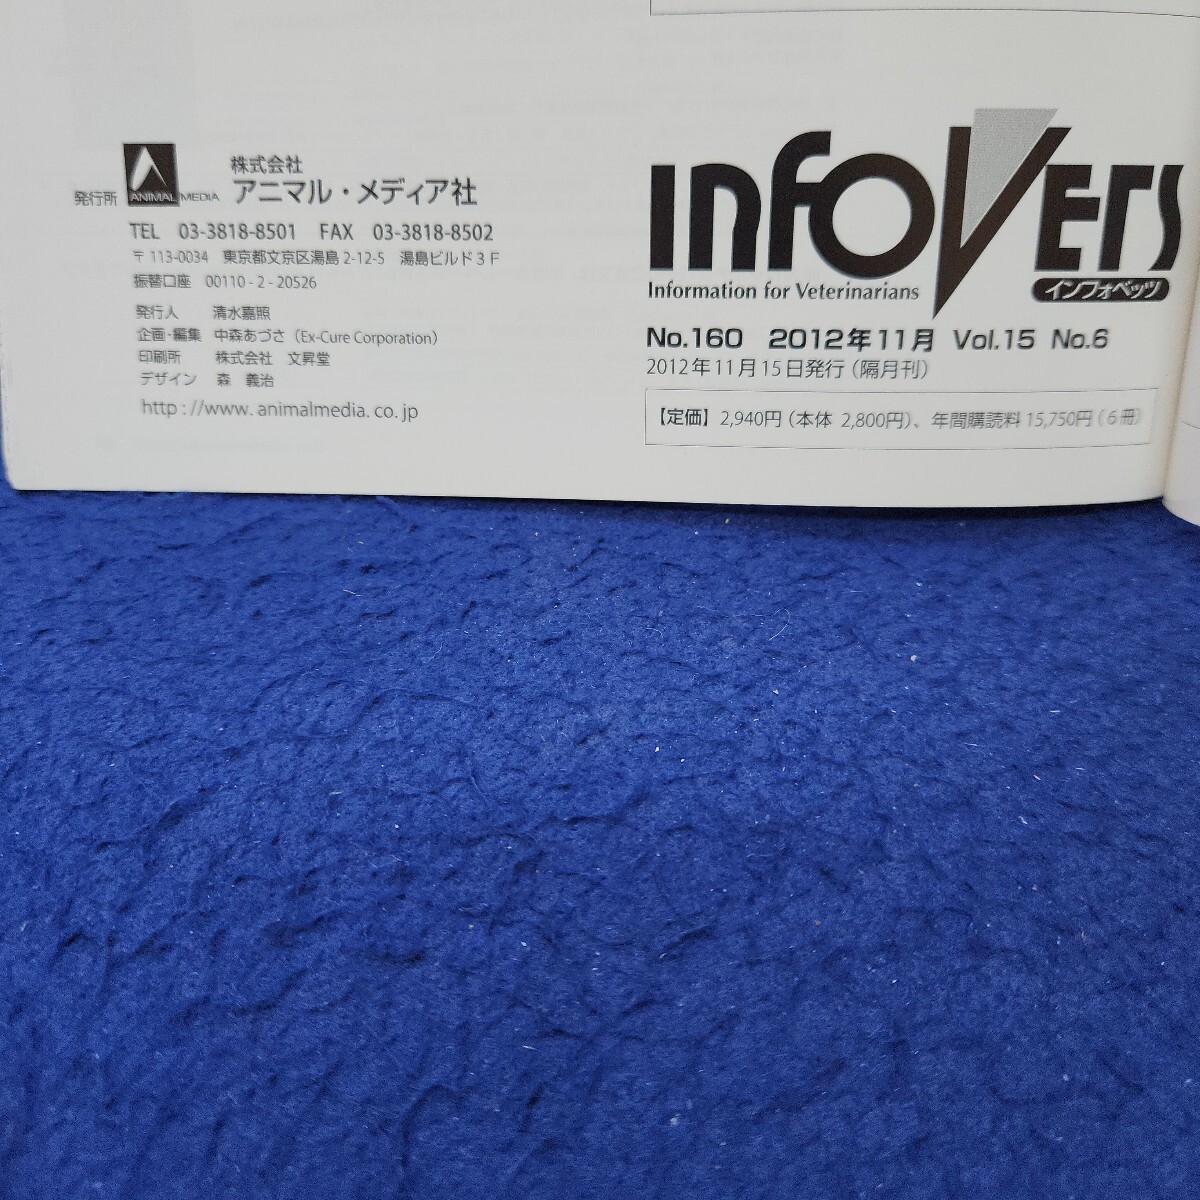 発行所
ANIMAL MEDIA
株式会社
アニマル・メディア社
TEL 03-3818-8501 FAX 03-3818-8502
〒113-0034 東京都文京区湯島 2-12-5 湯島ビルド3F
振替口座 00110-2-20526
発行人 清水嘉照
企画・編集 中森あづさ（Ex-Cure Corporation）
印刷所 株式会社 文昇堂
デザイン 森 義治
http://www.animalmedia.co.jp
InfoVets
Information for Veterinarians
インフォベッツ
No.160 2012年11月 Vol.15 No.6
2012年11月15日発行（隔月刊）
【定価】2,940円（本体 2,800円）、年間購読料 15,750円（6冊）